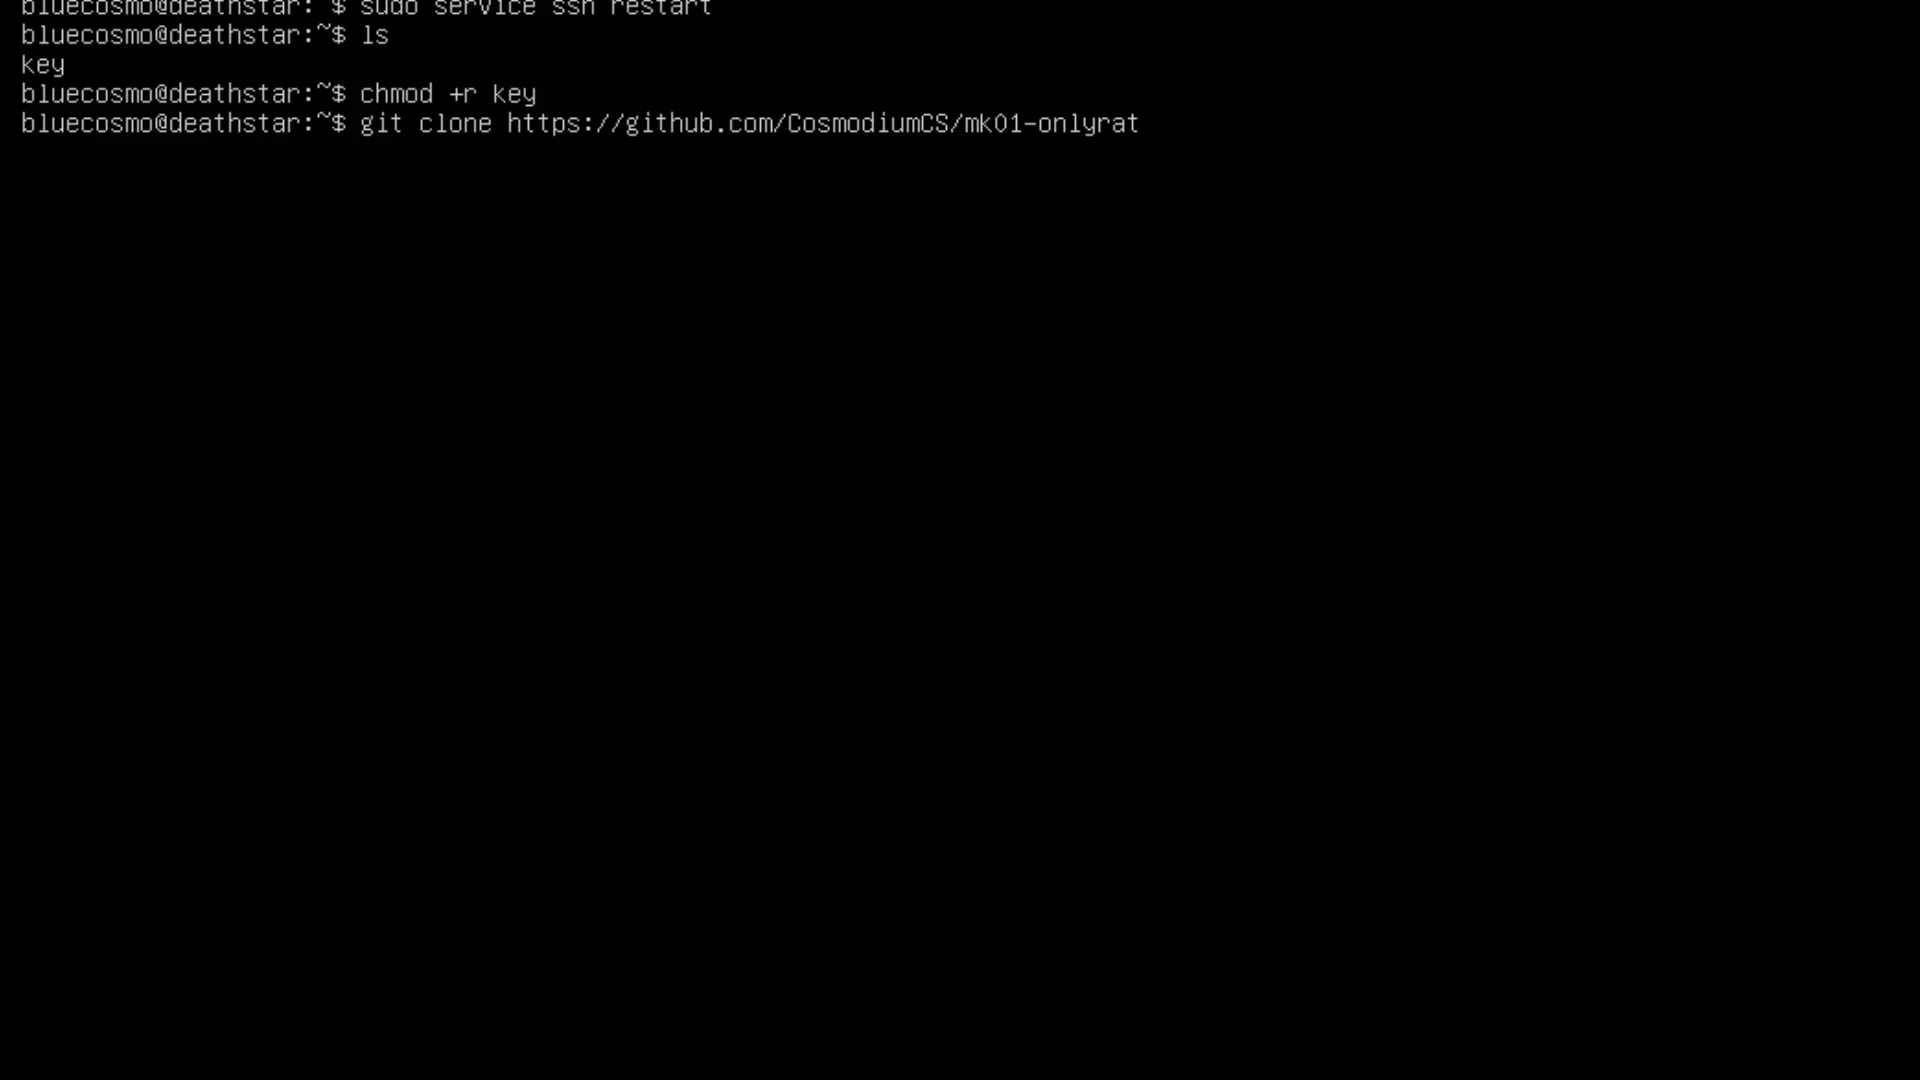 bluecosmo@deathstar:~$ sudo service ssh restart
bluecosmo@deathstar:~$ ls
key
bluecosmo@deathstar:~$ chmod +r key
bluecosmo@deathstar:~$ git clone https://github.com/CosmodiumCS/mk01-onlyrat